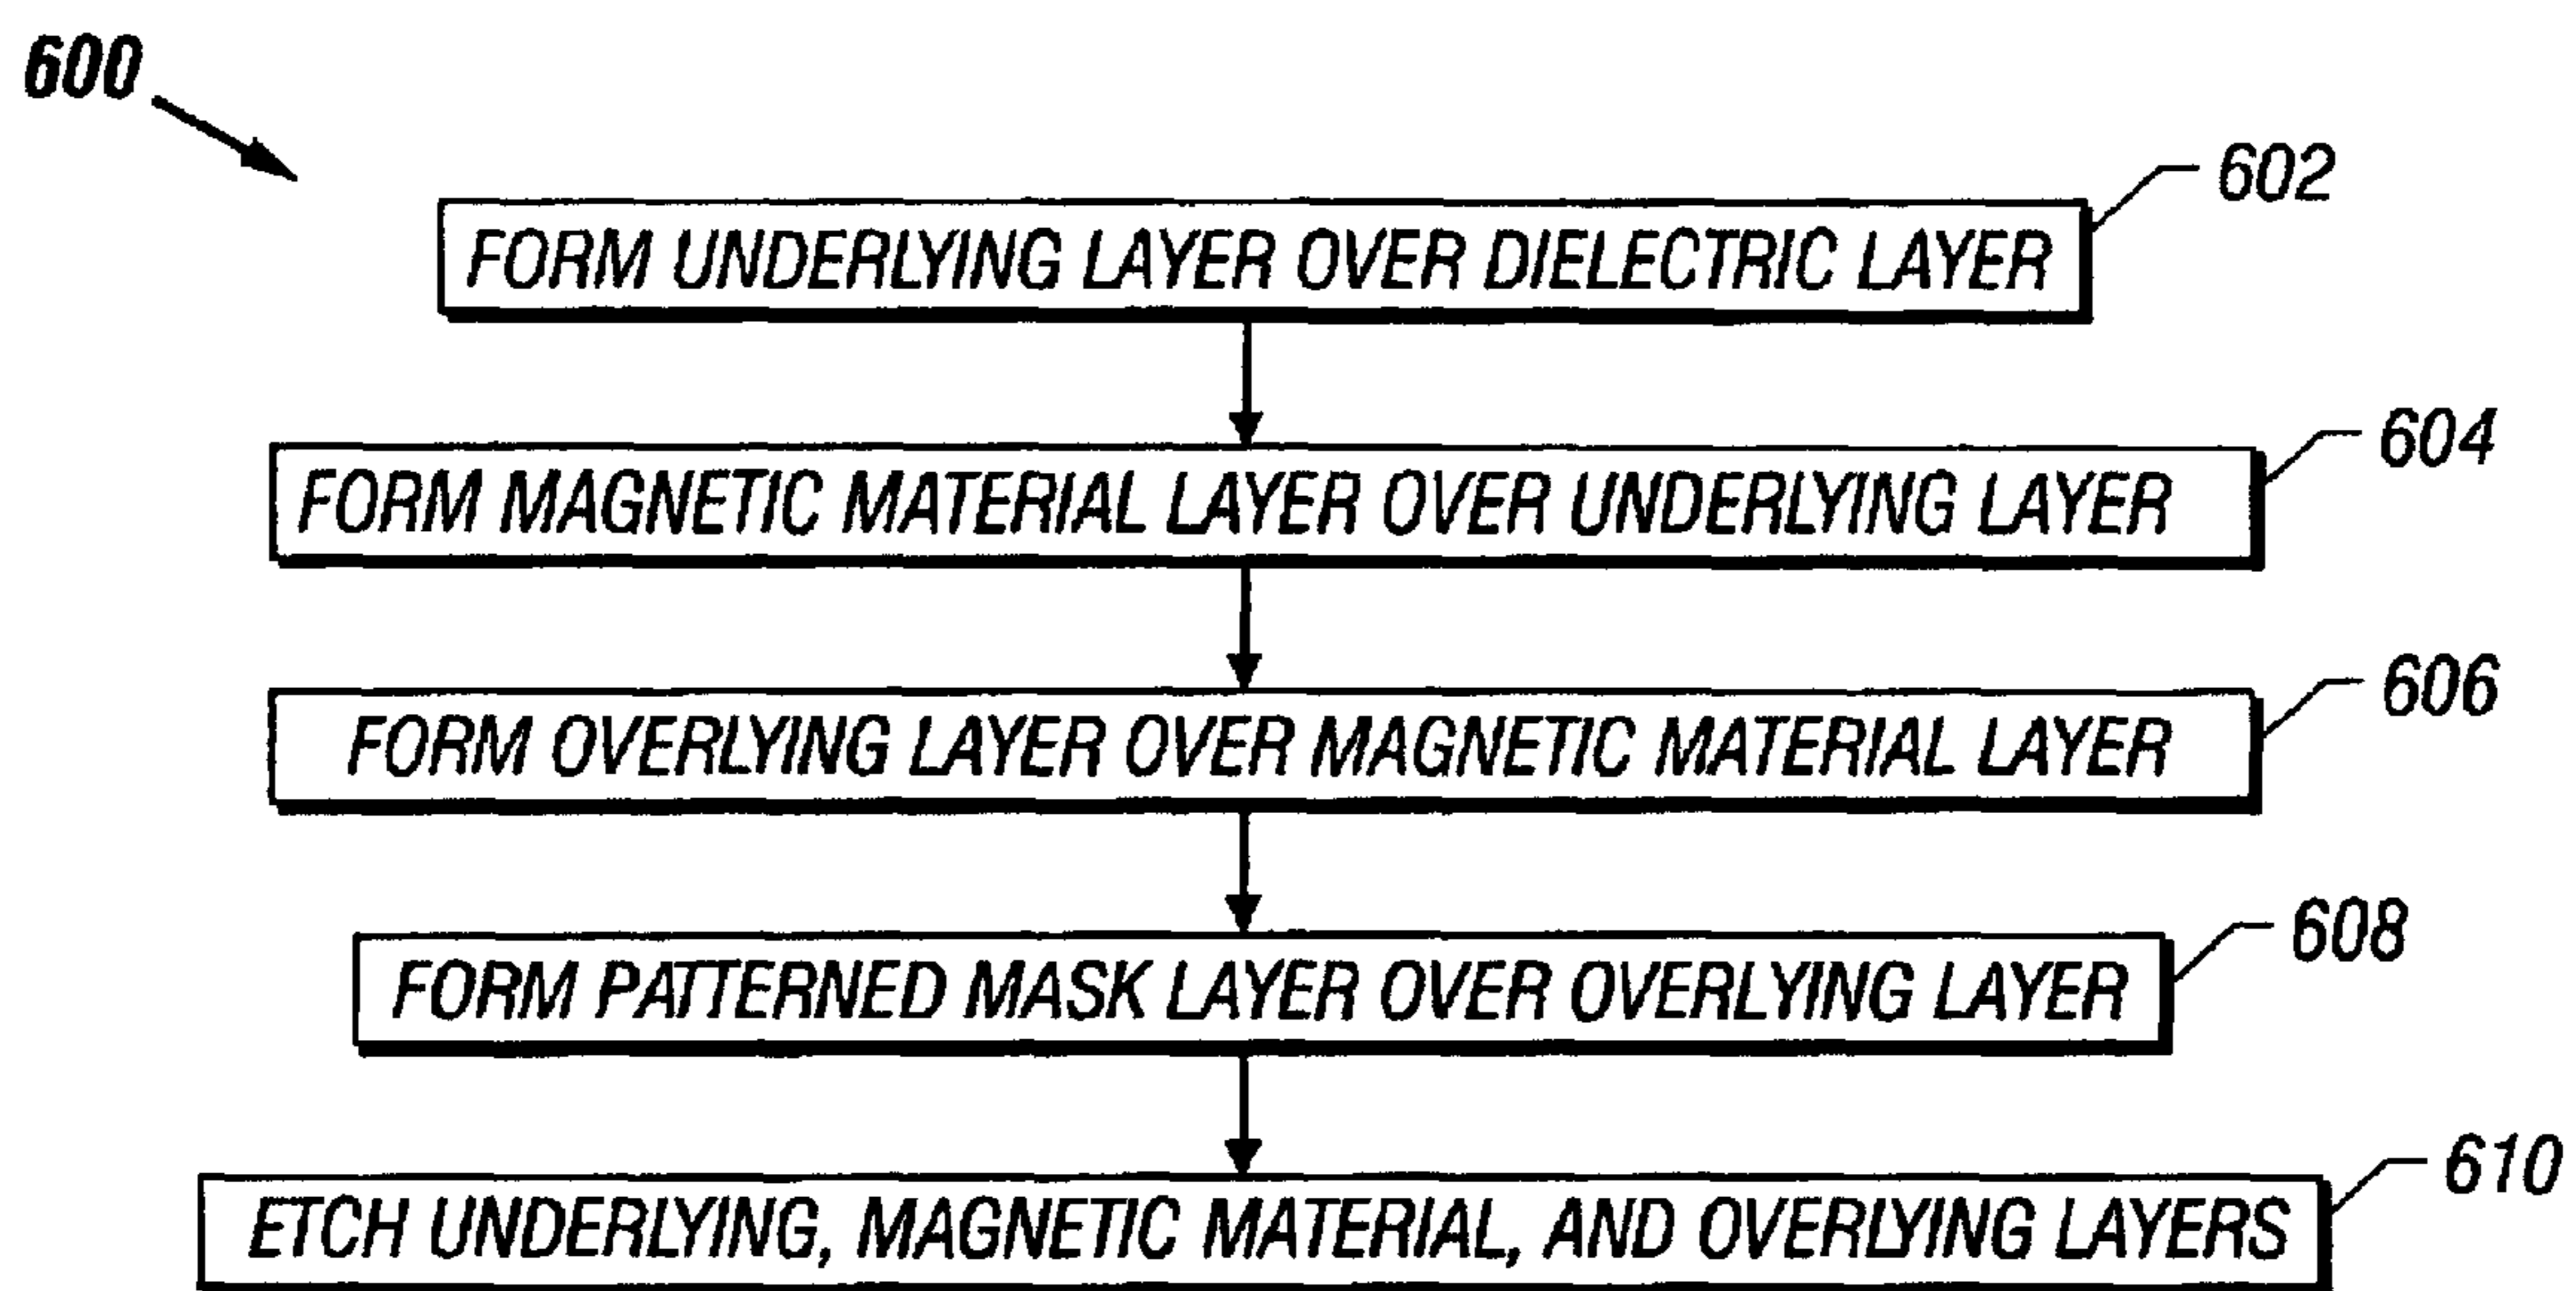 600
602
FORM UNDERLYING LAYER OVER DIELECTRIC LAYER
604
FORM MAGNETIC MATERIAL LAYER OVER UNDERLYING LAYER
606
FORM OVERLYING LAYER OVER MAGNETIC MATERIAL LAYER
608
FORM PATTERNED MASK LAYER OVER OVERLYING LAYER
610
ETCH UNDERLYING, MAGNETIC MATERIAL, AND OVERLYING LAYERS